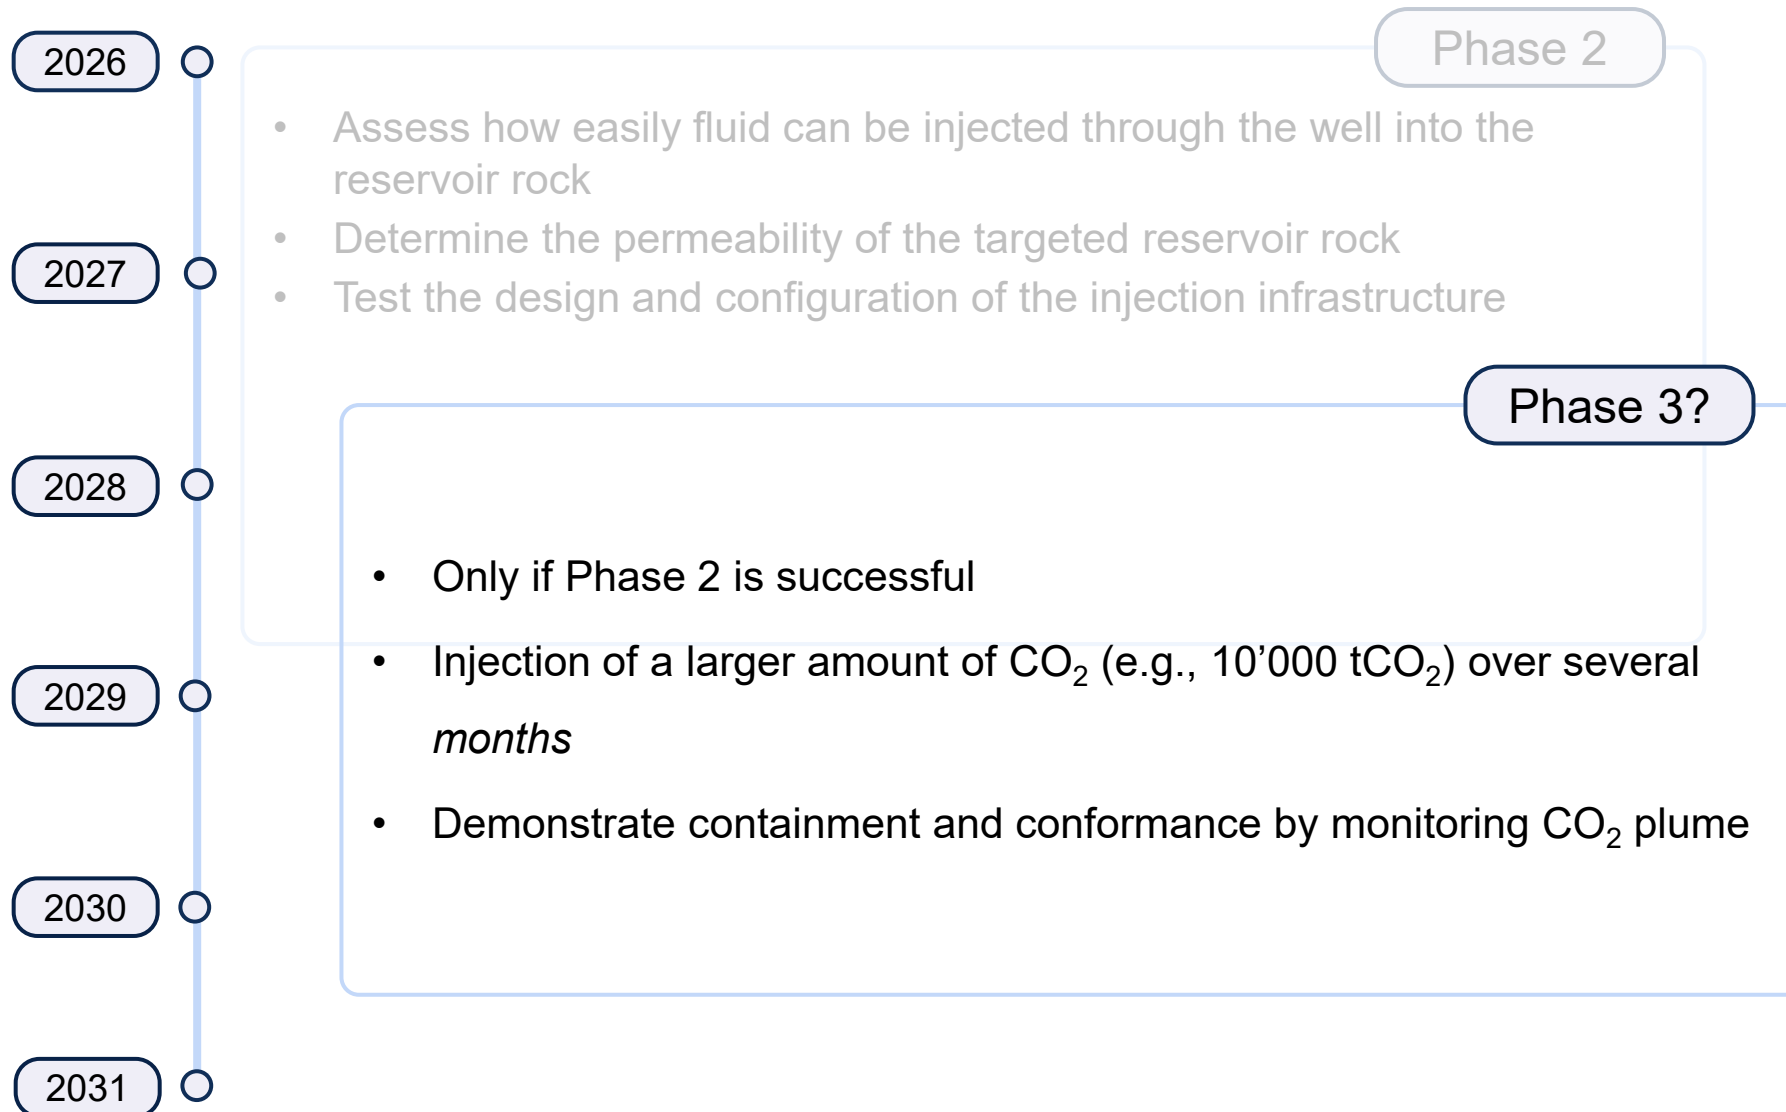 2026
Phase 2
• Assess how easily fluid can be injected through the well into the
reservoir rock
2027
• Determine the permeability of the targeted reservoir rock
• Test the design and configuration of the injection infrastructure
Phase 3?
2028
• Only if Phase 2 is successful
2029
• Injection of a larger amount of CO₂ (e.g., 10’000 tCO₂) over several
months
• Demonstrate containment and conformance by monitoring CO₂ plume
2030
2031